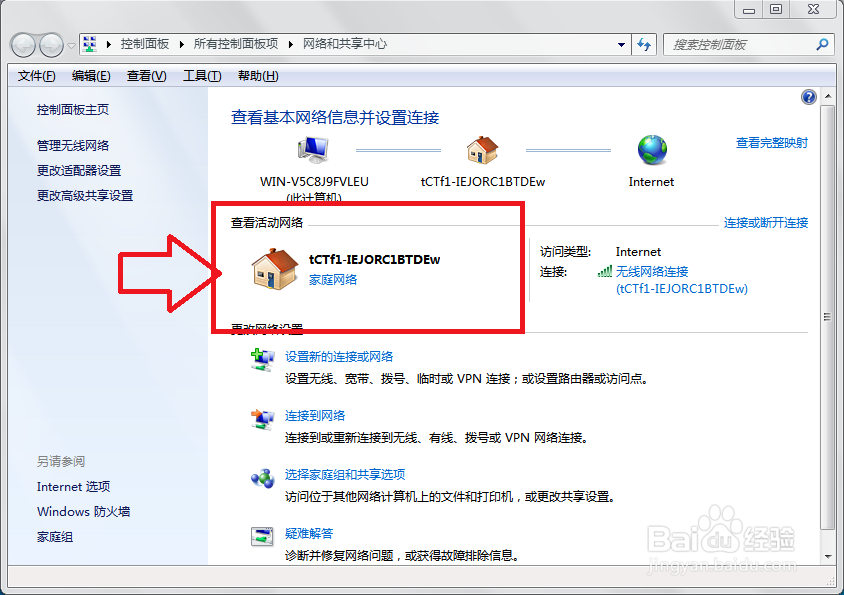 控制面板 ▸ 所有控制面板项 ▸ 网络和共享中心
搜索控制面板
文件(F) 编辑(E) 查看(V) 工具(T) 帮助(H)
控制面板主页
管理无线网络
更改适配器设置
更改高级共享设置
查看基本网络信息并设置连接
查看完整映射
WIN-V5C8J9FVLEU
(此计算机)
tCTf1-IEJORC1BTDEw
Internet
查看活动网络
连接或断开连接
tCTf1-IEJORC1BTDEw
家庭网络
访问类型: Internet
连接: 无线网络连接
(tCTf1-IEJORC1BTDEw)
更改网络设置
设置新的连接或网络
设置无线、宽带、拨号、临时或 VPN 连接；或设置路由器或访问点。
连接到网络
连接到或重新连接到无线、有线、拨号或 VPN 网络连接。
选择家庭组和共享选项
访问位于其他网络计算机上的文件和打印机，或更改共享设置。
疑难解答
诊断并修复网络问题，或获得故障排除信息。
另请参阅
Internet 选项
Windows 防火墙
家庭组
Baidu 经验
jingyan.baidu.com